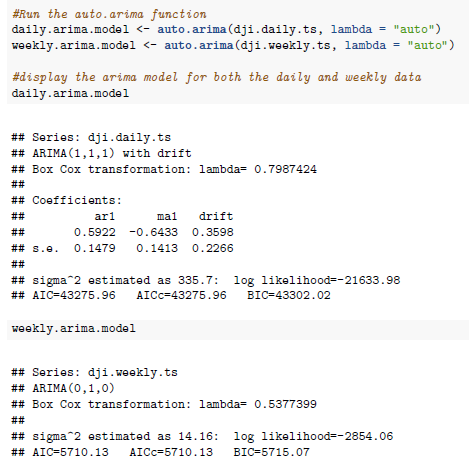 #Run the auto.arima function
daily.arima.model <- auto.arima(dji.daily.ts, lambda = "auto")
weekly.arima.model <- auto.arima(dji.weekly.ts, lambda = "auto")
#display the arima model for both the daily and weekly data
daily.arima.model
## Series: dji.daily.ts
## ARIMA(1,1,1) with drift
## Box Cox transformation: lambda= 0.7987424
##
## Coefficients:
##          ar1      ma1   drift
##       0.5922  -0.6433  0.3598
## s.e.  0.1479   0.1413  0.2266
##
## sigma^2 estimated as 335.7:  log likelihood=-21633.98
## AIC=43275.96   AICc=43275.96   BIC=43302.02
weekly.arima.model
## Series: dji.weekly.ts
## ARIMA(0,1,0)
## Box Cox transformation: lambda= 0.5377399
##
## sigma^2 estimated as 14.16:  log likelihood=-2854.06
## AIC=5710.13   AICc=5710.13   BIC=5715.07